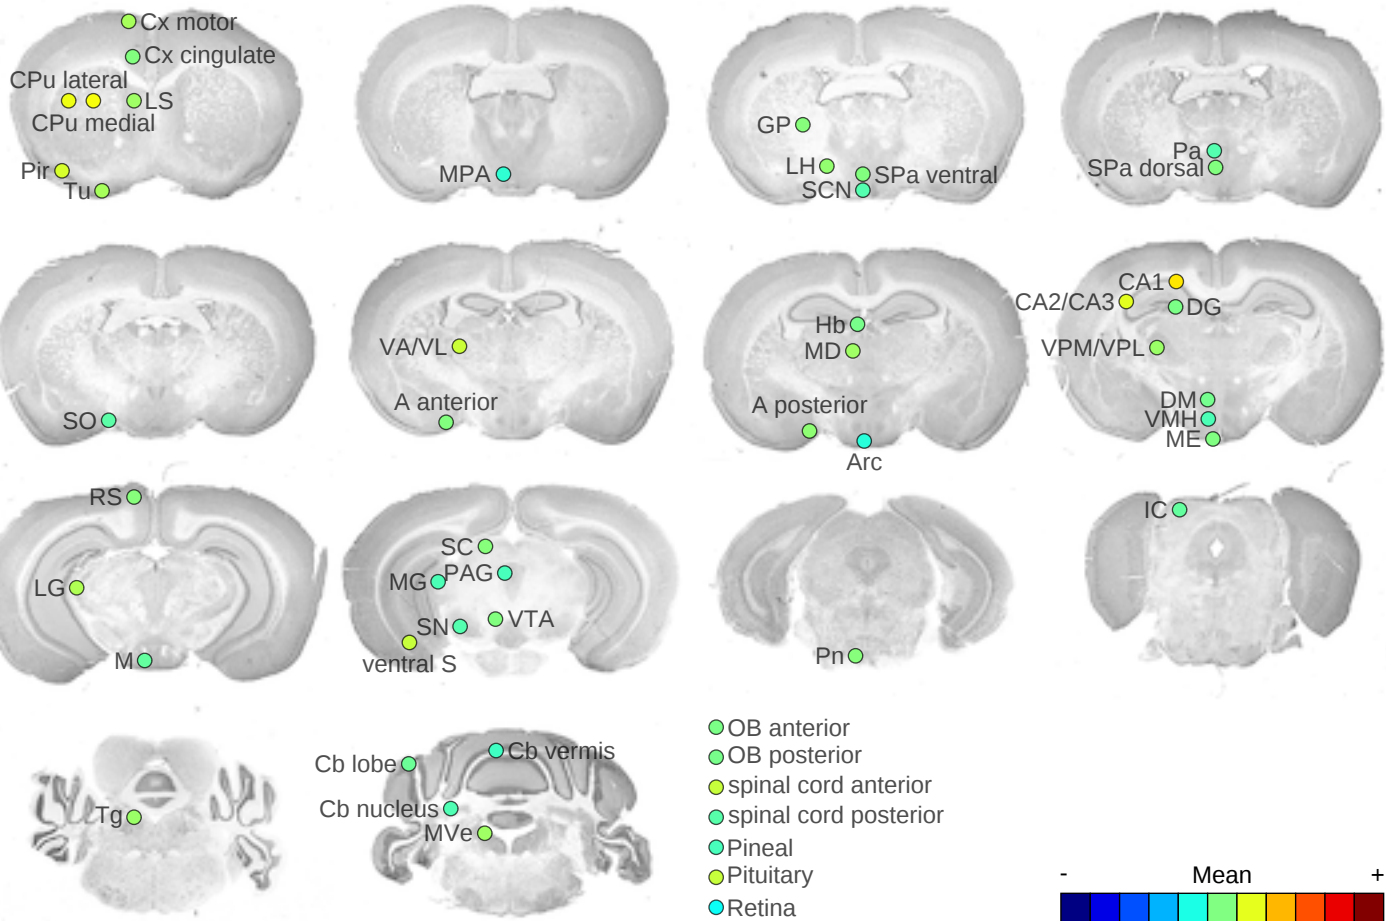 Cx motor
Cx cingulate
CPu lateral
LS
CPu medial
Pir
Tu
MPA
GP
LH
SPa ventral
SCN
Pa
SPa dorsal
SO
VA/VL
A anterior
Hb
MD
A posterior
Arc
CA1
CA2/CA3
DG
VPM/VPL
DM
VMH
ME
RS
LG
M
SC
MG
PAG
SN
VTA
ventral S
Pn
IC
Tg
Cb lobe
Cb vermis
Cb nucleus
MVe
OB anterior
OB posterior
spinal cord anterior
spinal cord posterior
Pineal
Pituitary
Retina
- Mean +